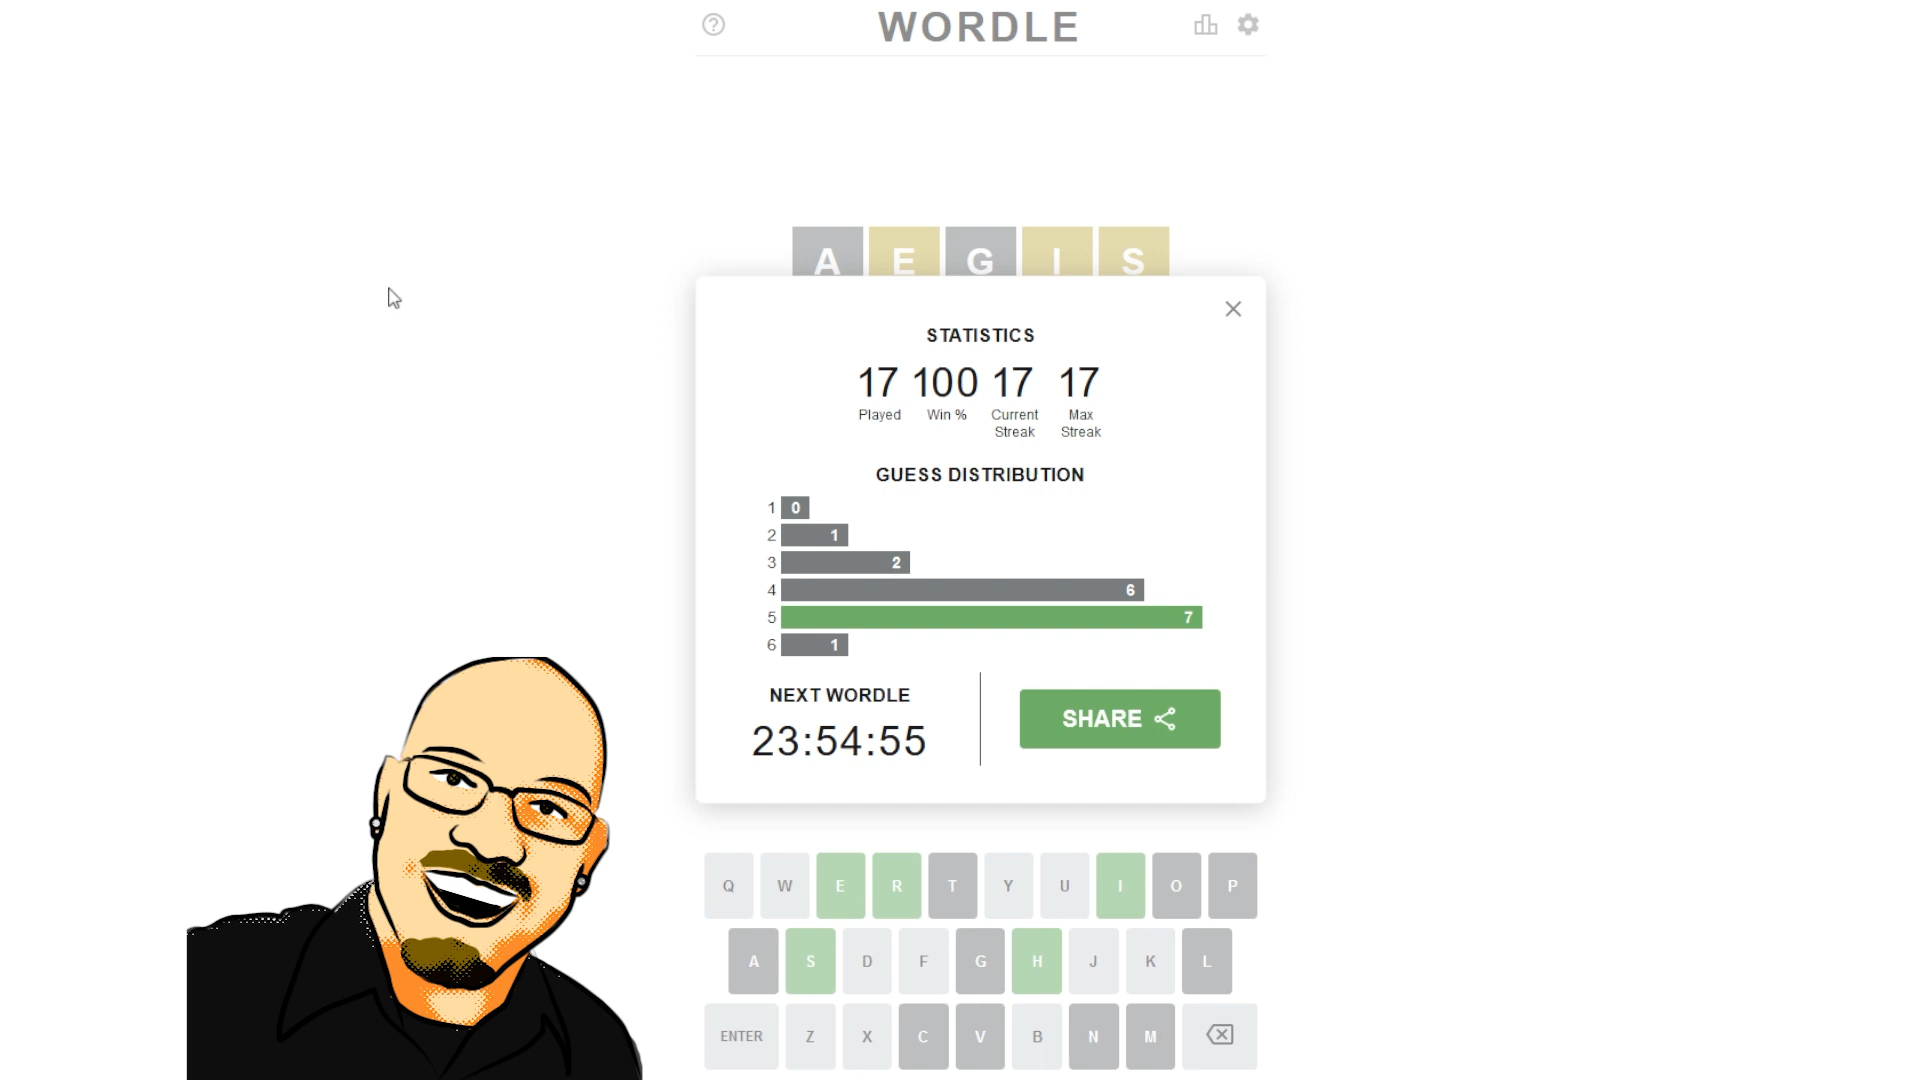 WORDLE
A E G I S
STATISTICS
17 100 17 17
Played Win % Current Max
Streak Streak
GUESS DISTRIBUTION
1 0
2 1
3 2
4 6
5 7
6 1
NEXT WORDLE
23:54:55
SHARE
Q W E R T Y U I O P
A S D F G H J K L
ENTER Z X C V B N M